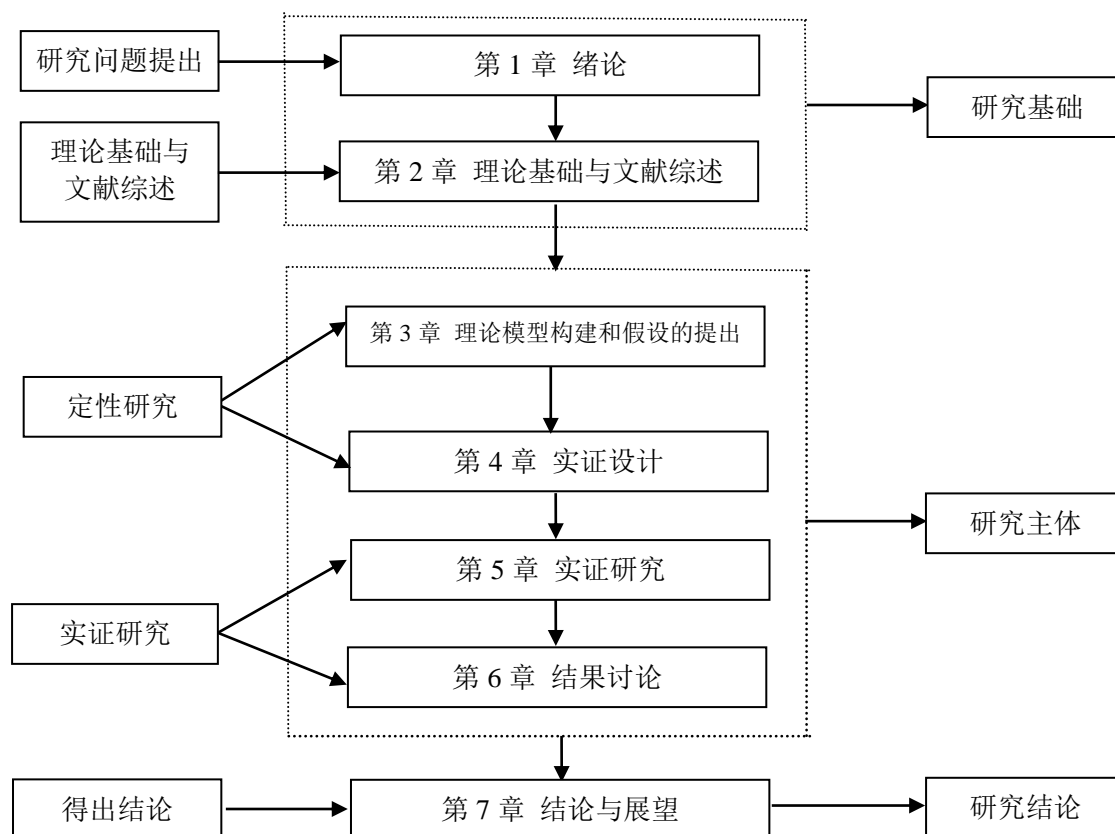 研究问题提出
第 1 章 绪论
研究基础
理论基础与
文献综述
第 2 章 理论基础与文献综述
第 3 章 理论模型构建和假设的提出
定性研究
第 4 章 实证设计
研究主体
第 5 章 实证研究
实证研究
第 6 章 结果讨论
得出结论
第 7 章 结论与展望
研究结论